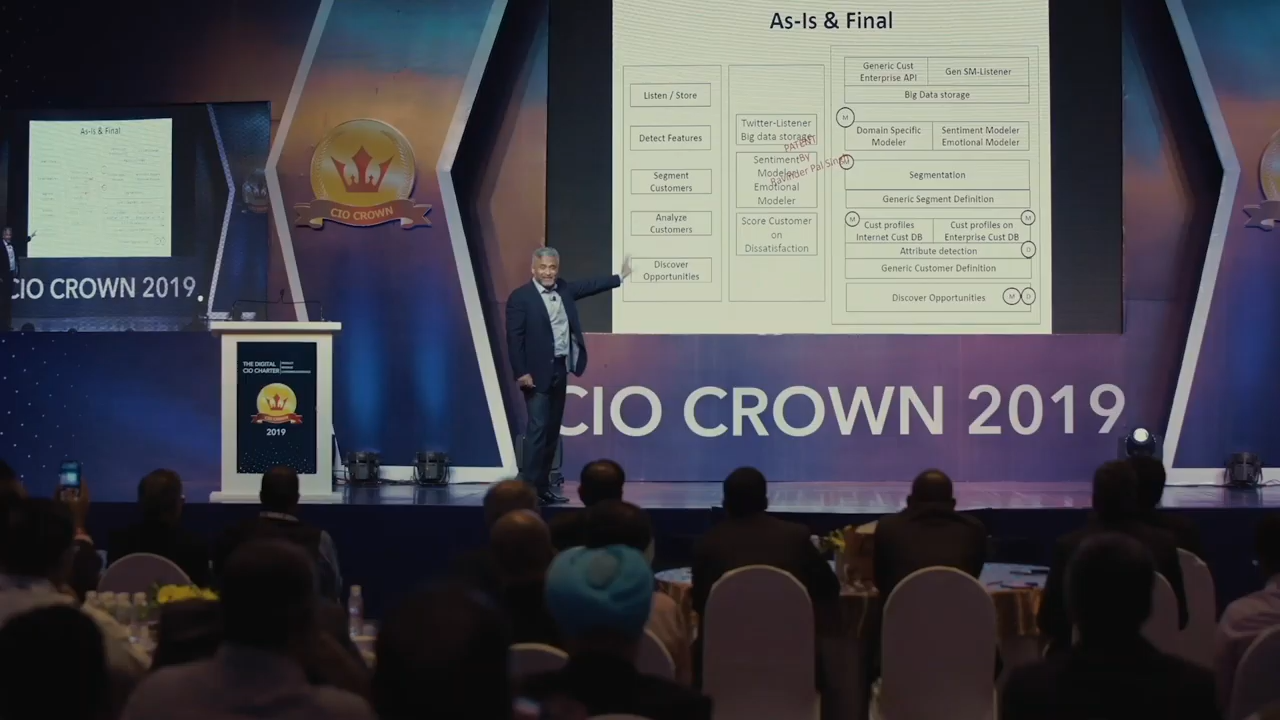 As-Is & Final
Listen / Store
Detect Features
Segment
Customers
Analyze
Customers
Discover
Opportunities
Twitter-Listener
Big data storage
Sentiment
Modeler
Emotional
Modeler
Score Customer
on
Dissatisfaction
PATENT
By
Ravinder Pal Singh
Generic Cust
Enterprise API
Gen SM-Listener
Big Data storage
M
Domain Specific
Modeler
Sentiment Modeler
Emotional Modeler
M
Segmentation
Generic Segment Definition
M
Cust profiles
Internet Cust DB
Cust profiles on
Enterprise Cust DB
M
Attribute detection
D
Generic Customer Definition
Discover Opportunities
M
D
As-Is & Final
CIO CROWN
CIO CROWN 2019
THE DIGITAL
CIO CHARTER
2019
CIO CROWN 2019